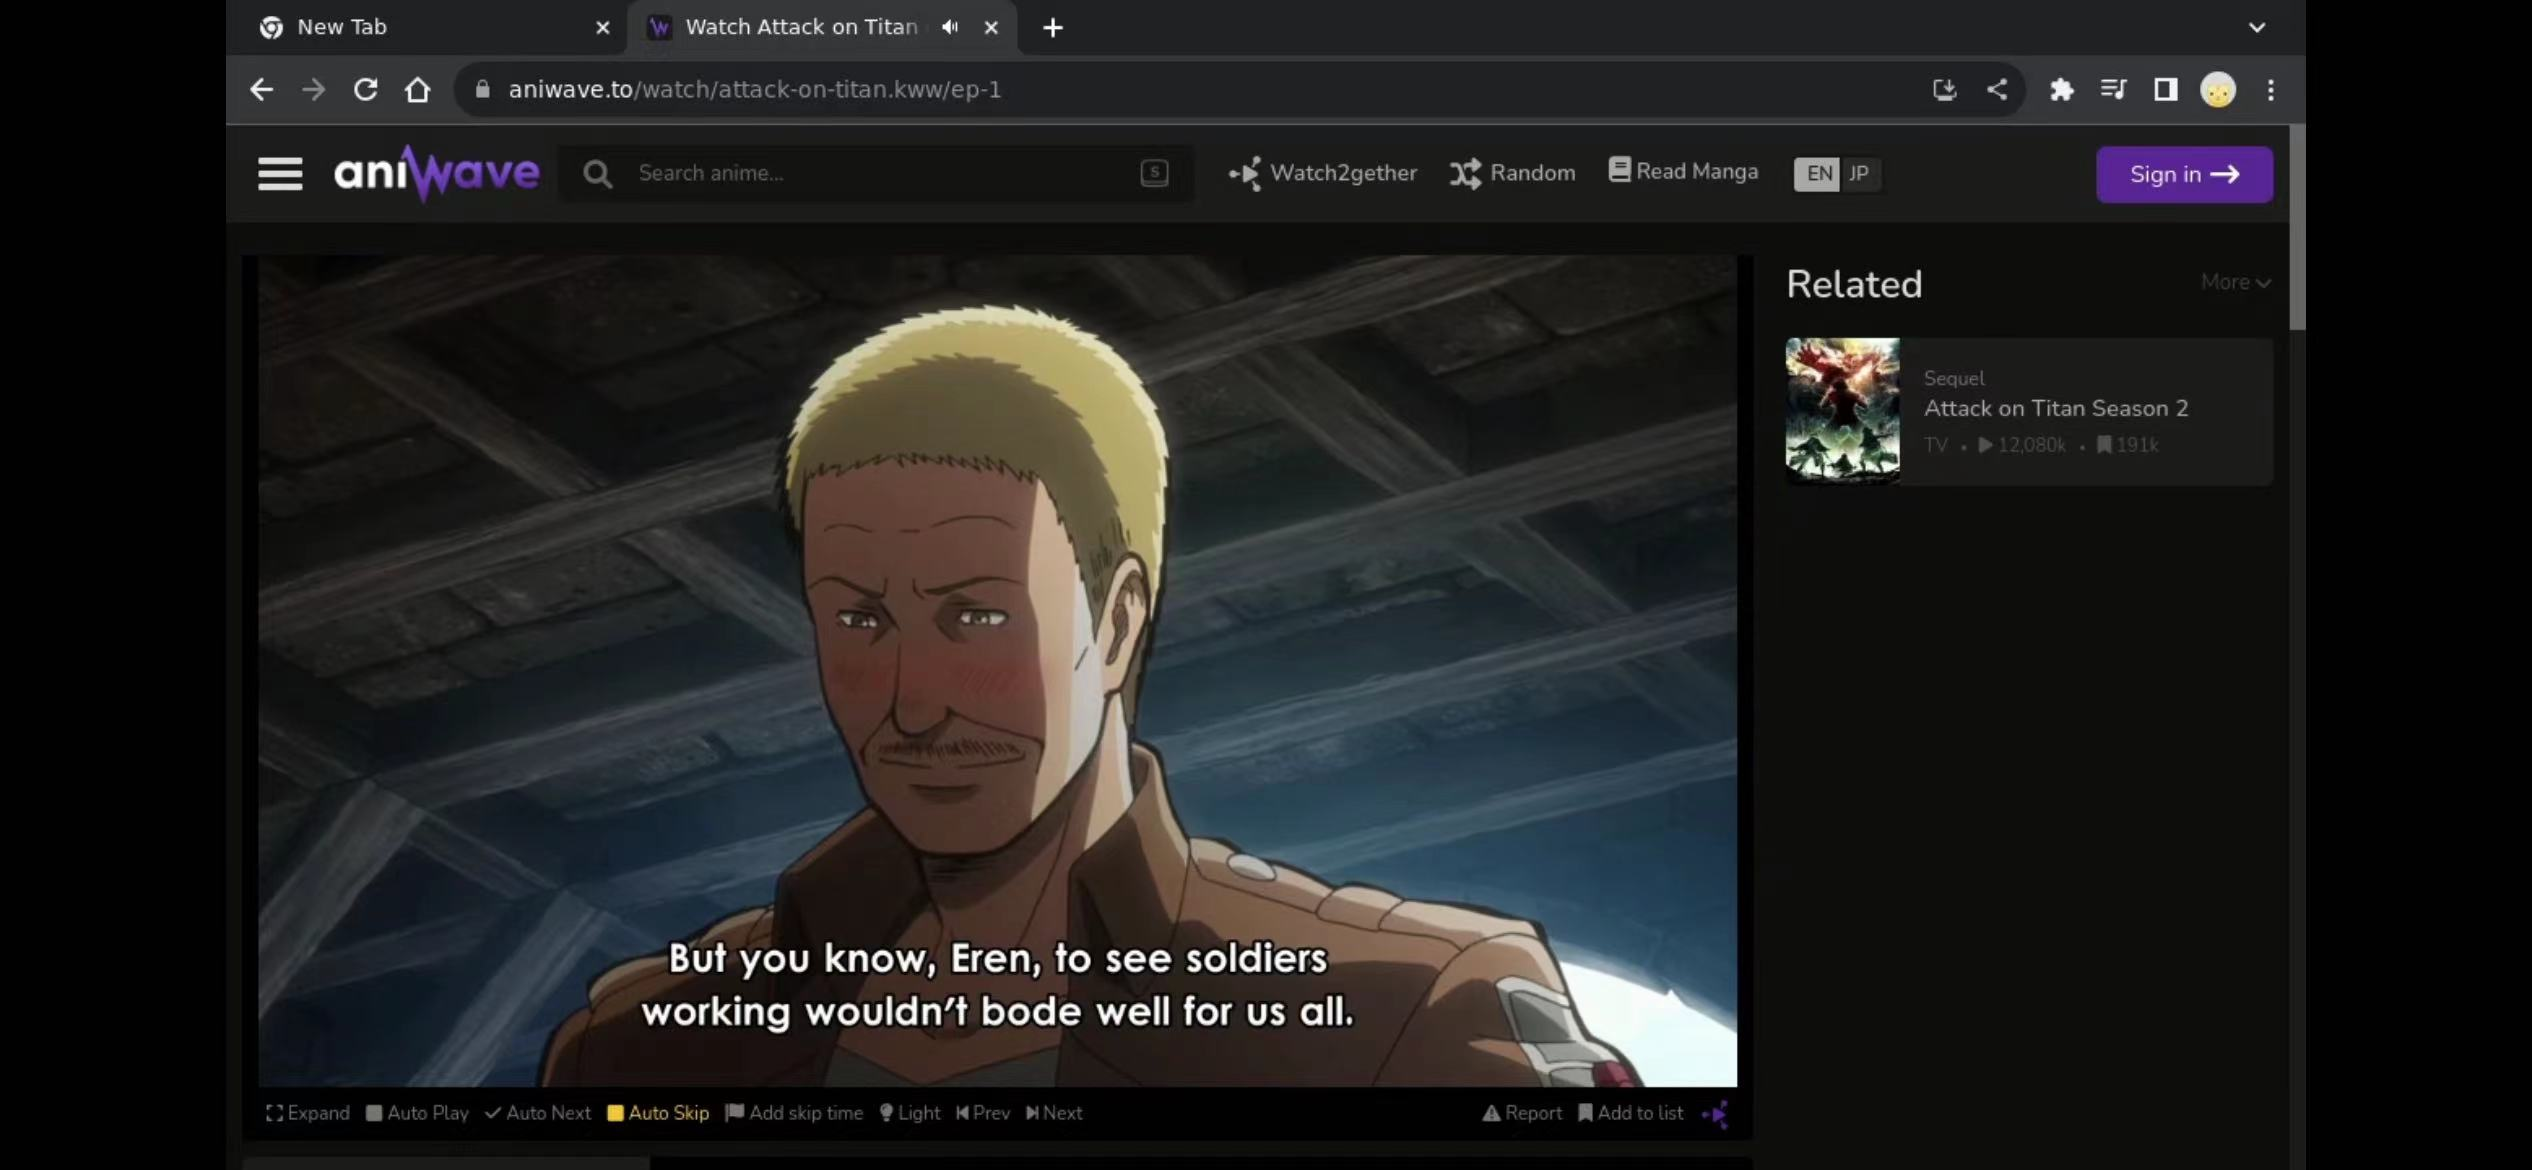 New Tab
Watch Attack on Titan
aniwave.to/watch/attack-on-titan.kww/ep-1
aniwave
Search anime...
S
Watch2gether
Random
Read Manga
EN JP
Sign in
Related
More
Sequel
Attack on Titan Season 2
TV • 12,080k • 191k
But you know, Eren, to see soldiers
working wouldn't bode well for us all.
Expand Auto Play Auto Next Auto Skip Add skip time Light Prev Next
Report Add to list